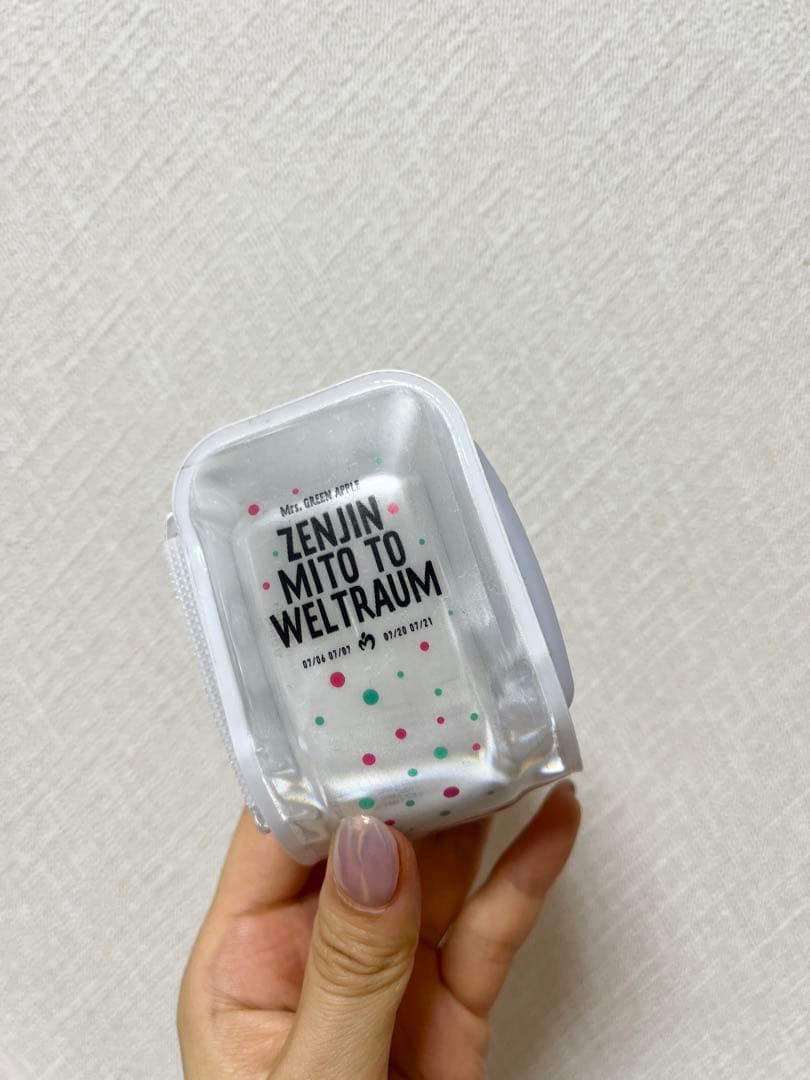 Mrs. GREEN APPLE
ZENJIN
MITO TO
WELTRAUM
07/06 07/07 07/20 07/21